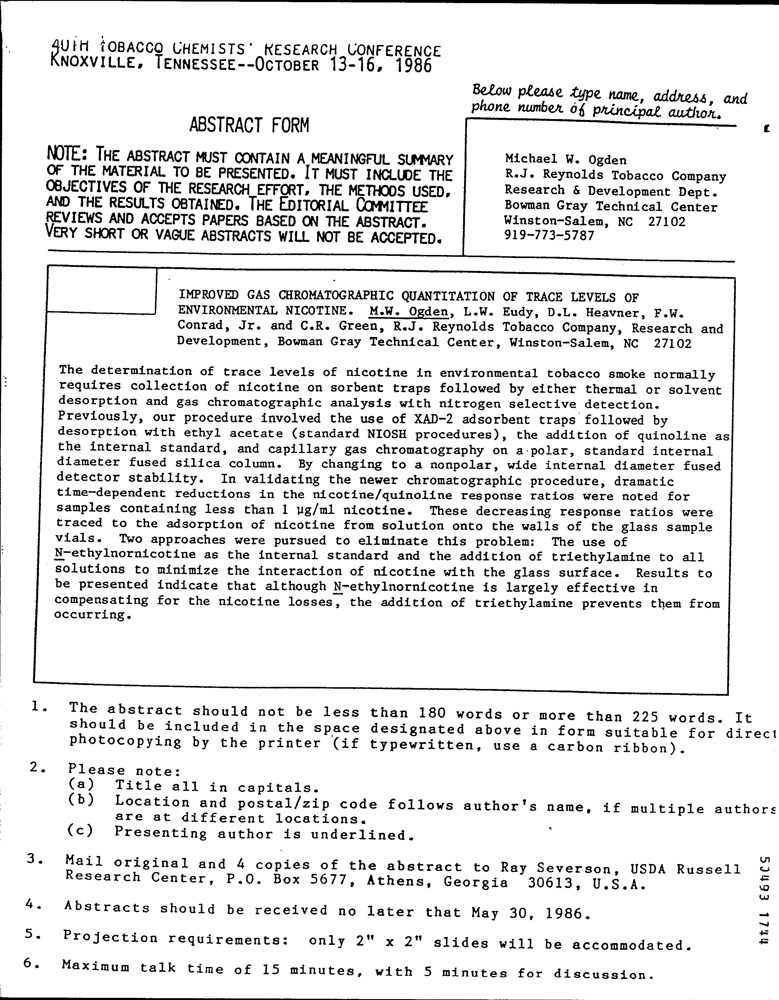 40TH TOBACCO CHEMISTS' RESEARCH CONFERENCE
KNOXVILLE, TENNESSEE--OCTOBER 13-16, 1986
Below please type name, address, and
phone number of principal author.
ABSTRACT FORM
NOTE: THE ABSTRACT MUST CONTAIN A MEANINGFUL SUMMARY
OF THE MATERIAL TO BE PRESENTED. IT MUST INCLUDE THE
OBJECTIVES OF THE RESEARCH EFFORT, THE METHODS USED,
AND THE RESULTS OBTAINED. THE EDITORIAL COMMITTEE
REVIEWS AND ACCEPTS PAPERS BASED ON THE ABSTRACT.
VERY SHORT OR VAGUE ABSTRACTS WILL NOT BE ACCEPTED.
Michael W. Ogden
R.J. Reynolds Tobacco Company
Research & Development Dept.
Bowman Gray Technical Center
Winston-Salem, NC 27102
919-773-5787
IMPROVED GAS CHROMATOGRAPHIC QUANTITATION OF TRACE LEVELS OF
ENVIRONMENTAL NICOTINE. M.W. Ogden, L.W. Eudy, D.L. Heavner, F.W.
Conrad, Jr. and C.R. Green, R.J. Reynolds Tobacco Company, Research and
Development, Bowman Gray Technical Center, Winston-Salem, NC 27102
The determination of trace levels of nicotine in environmental tobacco smoke normally
requires collection of nicotine on sorbent traps followed by either thermal or solvent
desorption and gas chromatographic analysis with nitrogen selective detection.
Previously, our procedure involved the use of XAD-2 adsorbent traps followed by
desorption with ethyl acetate (standard NIOSH procedures), the addition of quinoline as
the internal standard, and capillary gas chromatography on a polar, standard internal
diameter fused silica column. By changing to a nonpolar, wide internal diameter fused
detector stability. In validating the newer chromatographic procedure, dramatic
time-dependent reductions in the nicotine/quinoline response ratios were noted for
samples containing less than 1 µg/ml nicotine. These decreasing response ratios were
traced to the adsorption of nicotine from solution onto the walls of the glass sample
vials. Two approaches were pursued to eliminate this problem: The use of
N-ethylnornicotine as the internal standard and the addition of triethylamine to all
solutions to minimize the interaction of nicotine with the glass surface. Results to
be presented indicate that although N-ethylnornicotine is largely effective in
compensating for the nicotine losses, the addition of triethylamine prevents them from
occurring.
1. The abstract should not be less than 180 words or more than 225 words. It
should be included in the space designated above in form suitable for direct
photocopying by the printer (if typewritten, use a carbon ribbon).
2. Please note:
(a) Title all in capitals.
(b) Location and postal/zip code follows author's name, if multiple authors
are at different locations.
(c) Presenting author is underlined.
3. Mail original and 4 copies of the abstract to Ray Severson, USDA Russell
Research Center, P.O. Box 5677, Athens, Georgia 30613, U.S.A.
4. Abstracts should be received no later that May 30, 1986.
5. Projection requirements: only 2" x 2" slides will be accommodated.
6. Maximum talk time of 15 minutes, with 5 minutes for discussion.